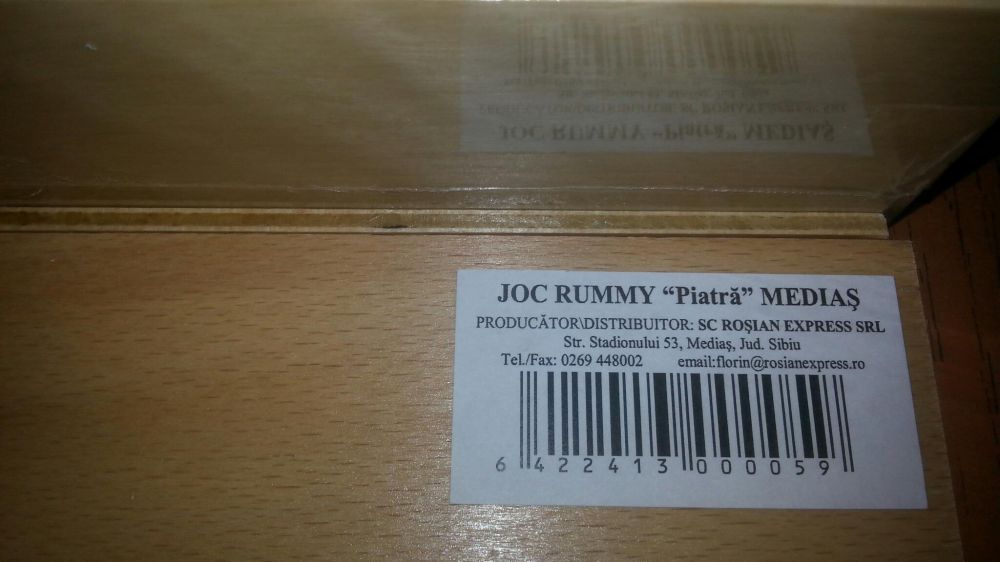 JOC RUMMY “Piatră” MEDIAŞ
PRODUCĂTOR\DISTRIBUITOR: SC ROŞIAN EXPRESS SRL
Str. Stadionului 53, Mediaş, Jud. Sibiu
Tel./Fax: 0269 448002 email:florin@rosianexpress.ro
6 422413 000059